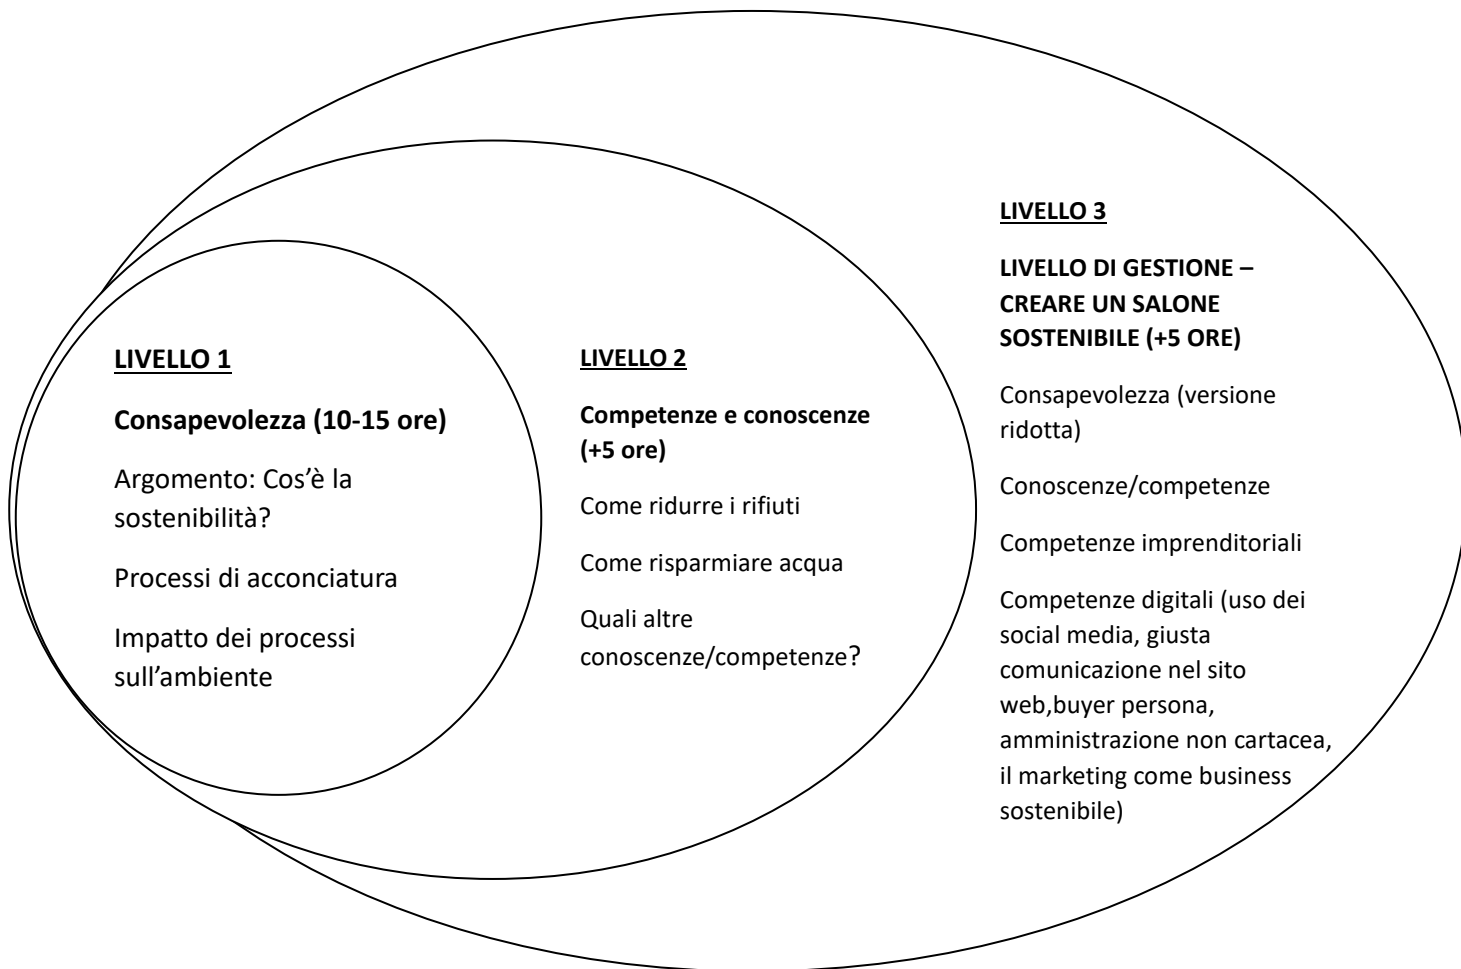 LIVELLO 1
Consapevolezza (10-15 ore)
Argomento: Cos’è la
sostenibilità?
Processi di acconciatura
Impatto dei processi
sull’ambiente
LIVELLO 2
Competenze e conoscenze
(+5 ore)
Come ridurre i rifiuti
Come risparmiare acqua
Quali altre
conoscenze/competenze?
LIVELLO 3
LIVELLO DI GESTIONE –
CREARE UN SALONE
SOSTENIBILE (+5 ORE)
Consapevolezza (versione
ridotta)
Conoscenze/competenze
Competenze imprenditoriali
Competenze digitali (uso dei
social media, giusta
comunicazione nel sito
web,buyer persona,
amministrazione non cartacea,
il marketing come business
sostenibile)